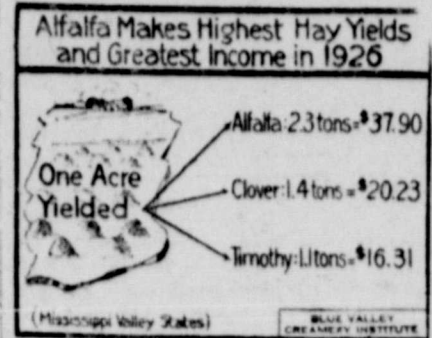 Alfalfa Makes Highest Hay Yields
and Greatest Income in 1926
One Acre
Yielded
Alfalfa: 2.3 tons = $37.90
Clover: 1.4 tons = $20.23
Timothy: 1.1 tons = $16.31
(Mississippi Valley States)
BLUE VALLEY
CREAMERY INSTITUTE